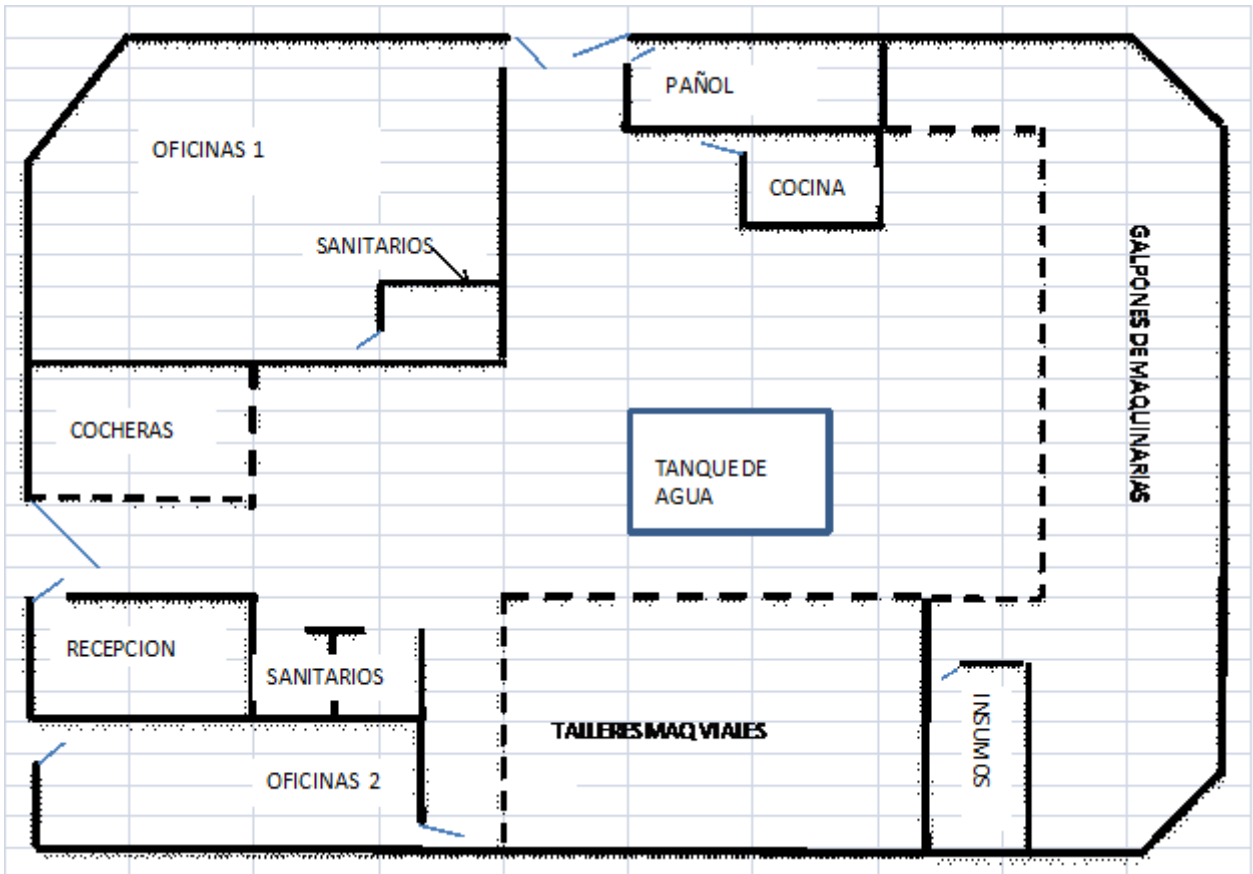 PAÑOL
OFICINAS 1
COCINA
SANITARIOS
GALPONES DE MAQUINARIAS
COCHERAS
TANQUE DE
AGUA
RECEPCION
SANITARIOS
TALLERES MAQ VIALES
INSUMOS
OFICINAS 2